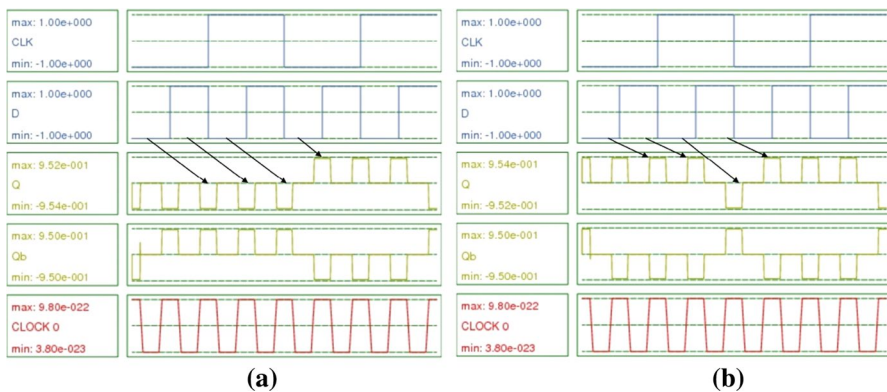 max: 1.00e+000
CLK
min: -1.00e+000
max: 1.00e+000
D
min: -1.00e+000
max: 9.52e-001
Q
min: -9.54e-001
max: 9.50e-001
Qb
min: -9.50e-001
max: 9.80e-022
CLOCK 0
min: 3.80e-023
(a)
max: 1.00e+000
CLK
min: -1.00e+000
max: 1.00e+000
D
min: -1.00e+000
max: 9.54e-001
Q
min: -9.52e-001
max: 9.50e-001
Qb
min: -9.50e-001
max: 9.80e-022
CLOCK 0
min: 3.80e-023
(b)